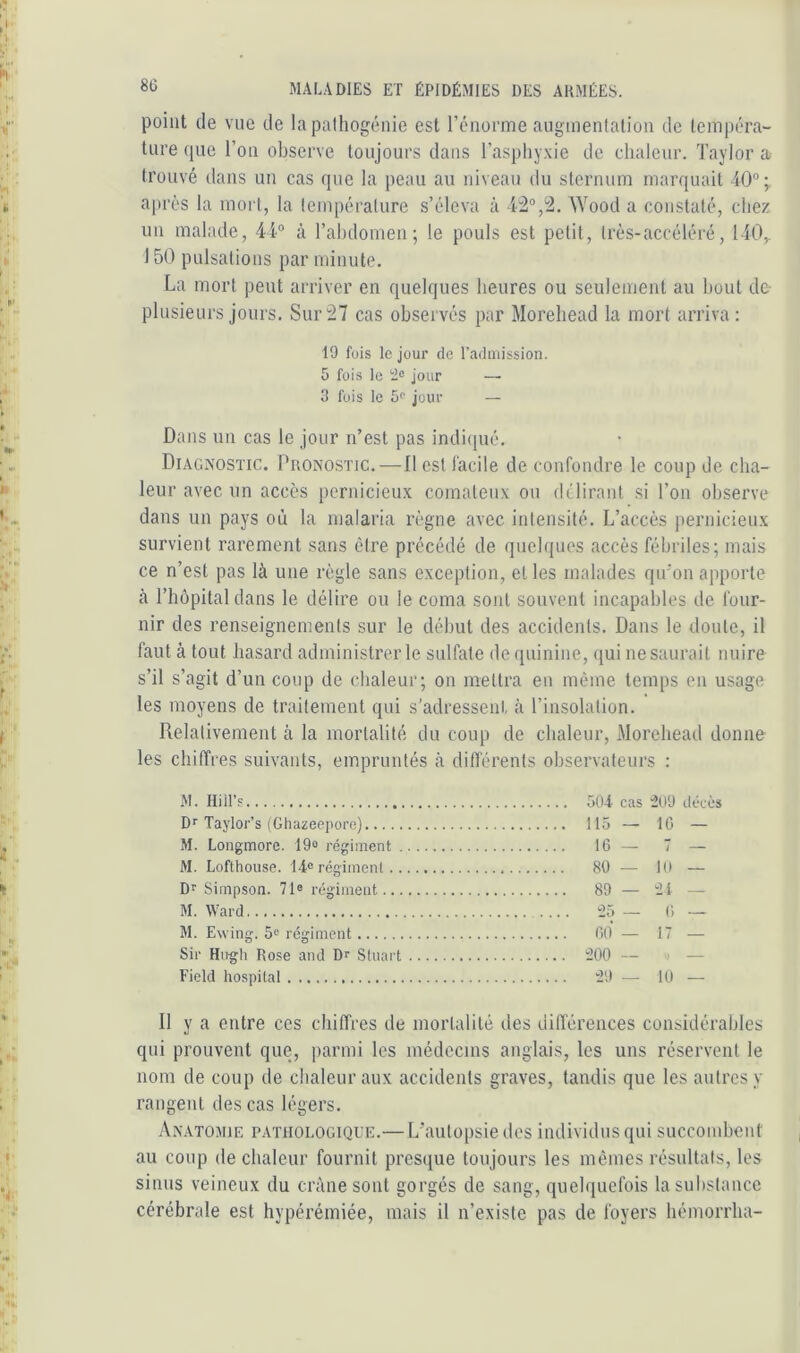 86 MALADIES ET ÉPIDÉMIES DES ARMÉES.
point de vue de la pathogénie est l'énorme augmentation de tempéra-
ture que l'on observe toujours dans l'asphyxie de chaleur. Taylor a
trouvé dans un cas que la peau au niveau du sternum marquait 40°;
après la mort, la température s'éleva à 42°,2. Wood a constaté, chez
un malade, 44° à l'abdomen; le pouls est petit, très-accéléré, 140,
150 pulsations par minute.
La mort peut arriver en quelques heures ou seulement au bout de
plusieurs jours. Sur 27 cas observés par Morehead la mort arriva :
19 fois le jour de l'admission.
5 fois le 2e jour —
3 fois le 5e jour —
Dans un cas le jour n'est pas indiqué.
DIAGNOSTIC. PRONOSTIC. — Il est facile de confondre le coup de cha-
leur avec un accès pernicieux comateux ou délirant si l'on observe
dans un pays où la malaria règne avec intensité. L'accès pernicieux
survient rarement sans être précédé de quelques accès fébriles; mais
ce n'est pas là une règle sans exception, et les malades qu'on apporte
à l'hôpital dans le délire ou le coma sont souvent incapables de four-
nir des renseignements sur le début des accidents. Dans le doute, il
faut à tout hasard administrer le sulfate de quinine, qui ne saurait nuire
s'il s'agit d'un coup de chaleur; on mettra en même temps en usage
les moyens de traitement qui s'adressent à l'insolation.
Relativement à la mortalité du coup de chaleur, Morehead donne
les chiffres suivants, empruntés à différents observateurs :
M. Hill's........ 504 cas 209 décès
Dr Taylor's (Ghazeepore)........ 115 — 16 —
M. Longmore. 19e régiment........ 16 — 7 —
M. Lofthouse. 14e régiment........ 80 — 10 —
Dr Simpson. 71e régiment........ 89 — 24 —
M. Ward........ 25 — 6 —
M. Ewing. 5e régiment........ 60 — 17 —
Sir Hugh Rose and Dr Stuart........ 200 — » —
Field hospital........ 29 — 10 —
Il y a entre ces chiffres de mortalité des différences considérables
qui prouvent que, parmi les médecins anglais, les uns réservent le
nom de coup de chaleur aux accidents graves, tandis que les autres y
rangent des cas légers.
ANATOMIE PATHOLOGIQUE. — L'autopsie des individus qui succombent
au coup de chaleur fournit presque toujours les mêmes résultats, les
sinus veineux du crâne sont gorgés de sang, quelquefois la substance
cérébrale est hypérémiée, mais il n'existe pas de foyers hémorrha-